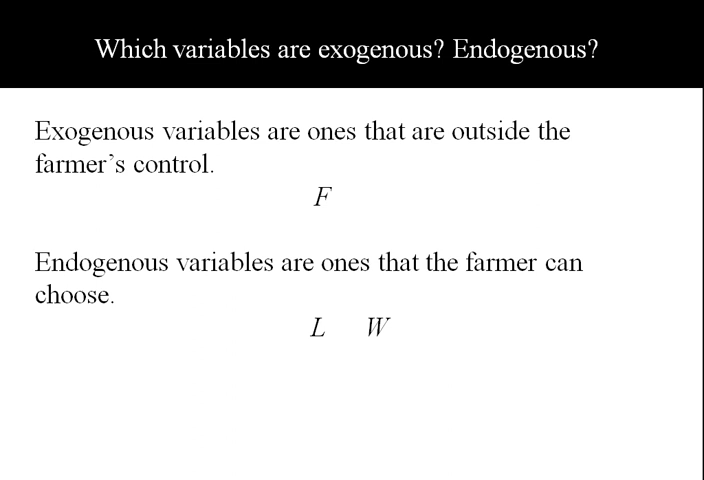 Which variables are exogenous? Endogenous?
Exogenous variables are ones that are outside the
farmer’s control.
F
Endogenous variables are ones that the farmer can
choose.
L W